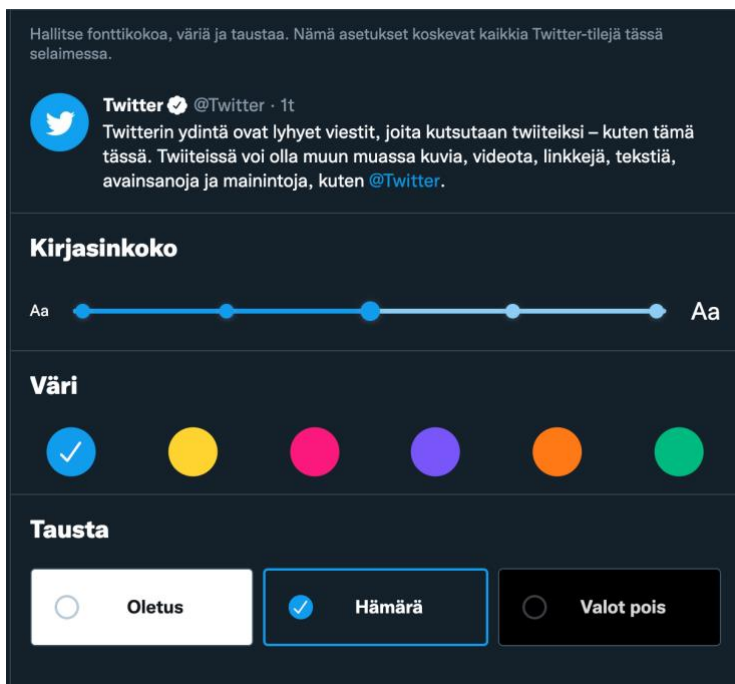 Hallitse fonttikokoa, väriä ja taustaa. Nämä asetukset koskevat kaikkia Twitter-tilejä tässä
selaimessa.
Twitter @Twitter · 1t
Twitterin ydintä ovat lyhyet viestit, joita kutsutaan twiiteiksi – kuten tämä
tässä. Twiiteissä voi olla muun muassa kuvia, videota, linkkejä, tekstiä,
avainsanoja ja mainintoja, kuten @Twitter.
Kirjasinkoko
Aa Aa
Väri
Tausta
Oletus Hämärä Valot pois